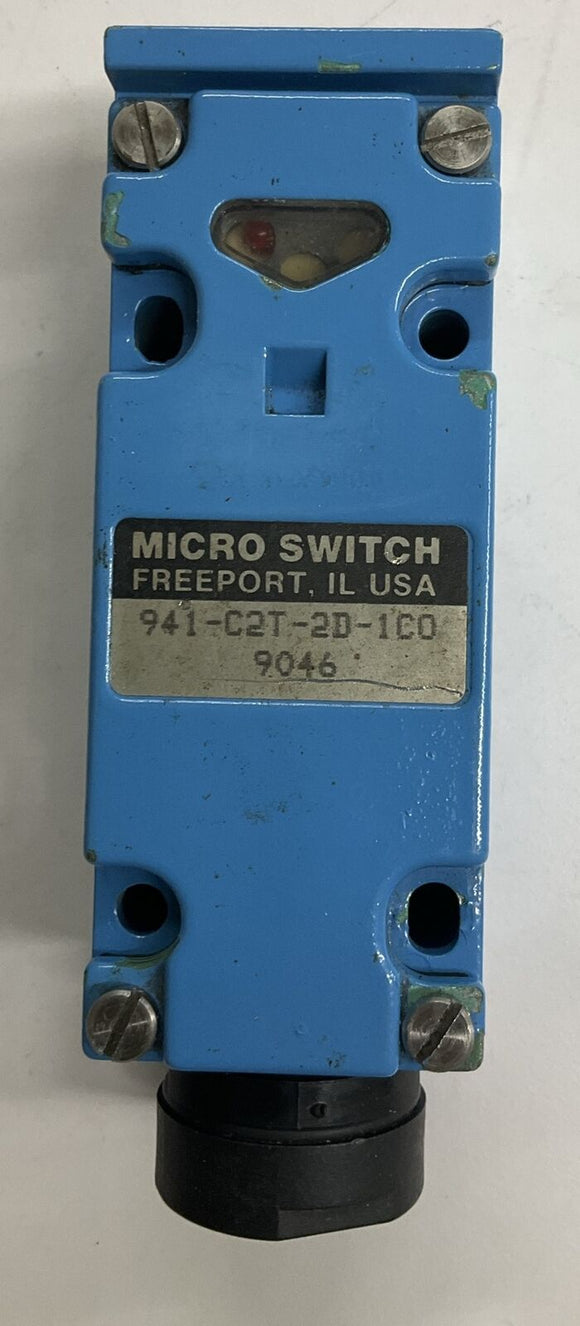 MICRO SWITCH
FREEPORT, IL USA
941-C2T-2D-1C0
9046